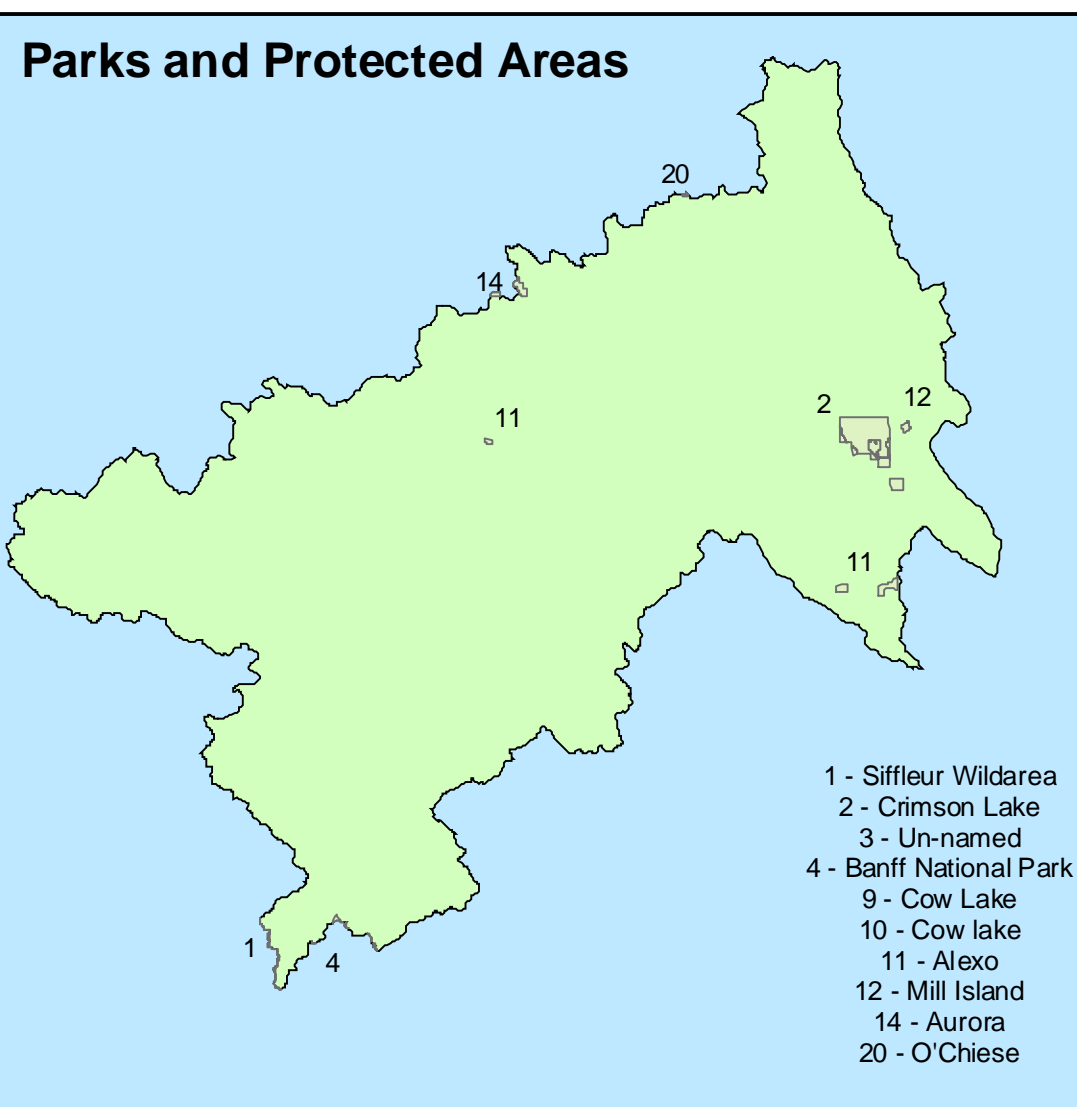 Parks and Protected Areas
20
14
2
12
11
11
1
4
1 - Siffleur Wildarea
2 - Crimson Lake
3 - Un-named
4 - Banff National Park
9 - Cow Lake
10 - Cow lake
11 - Alexo
12 - Mill Island
14 - Aurora
20 - O'Chiese